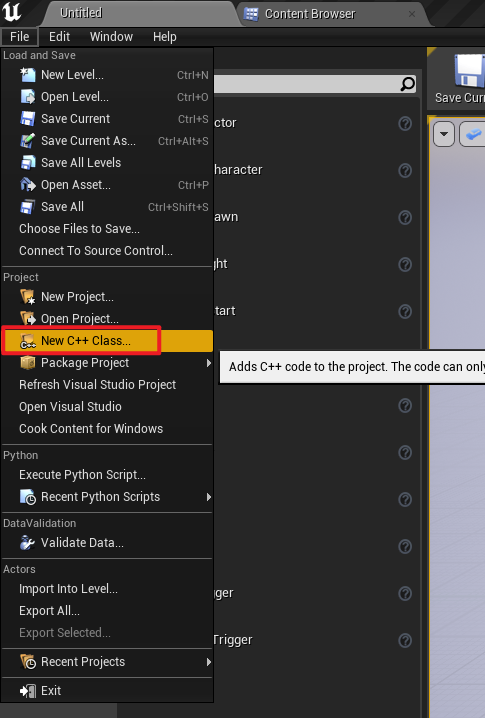 Untitled
Content Browser
File Edit Window Help
Load and Save
New Level... Ctrl+N
Open Level... Ctrl+O
Save Current Ctrl+S
Save Current As... Ctrl+Alt+S
Save All Levels
Open Asset... Ctrl+P
Save All Ctrl+Shift+S
Choose Files to Save...
Connect To Source Control...
Project
New Project...
Open Project...
New C++ Class...
Package Project
Refresh Visual Studio Project
Open Visual Studio
Cook Content for Windows
Python
Execute Python Script...
Recent Python Scripts
DataValidation
Validate Data...
Actors
Import Into Level...
Export All...
Export Selected...
Recent Projects
Exit
ctor
haracter
awn
ght
tart
Adds C++ code to the project. The code can only
ger
Trigger
Save Curr